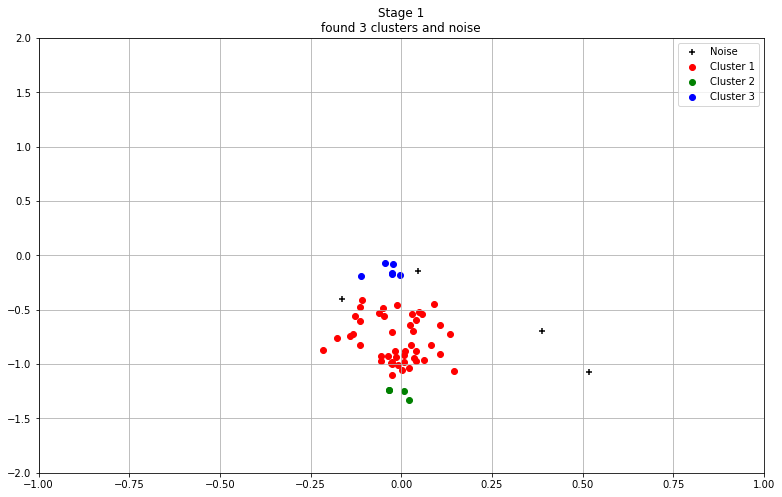 Stage 1
found 3 clusters and noise
2.0
1.5
1.0
0.5
0.0
−0.5
−1.0
−1.5
−2.0
Noise
Cluster 1
Cluster 2
Cluster 3
−1.00 −0.75 −0.50 −0.25 0.00 0.25 0.50 0.75 1.00